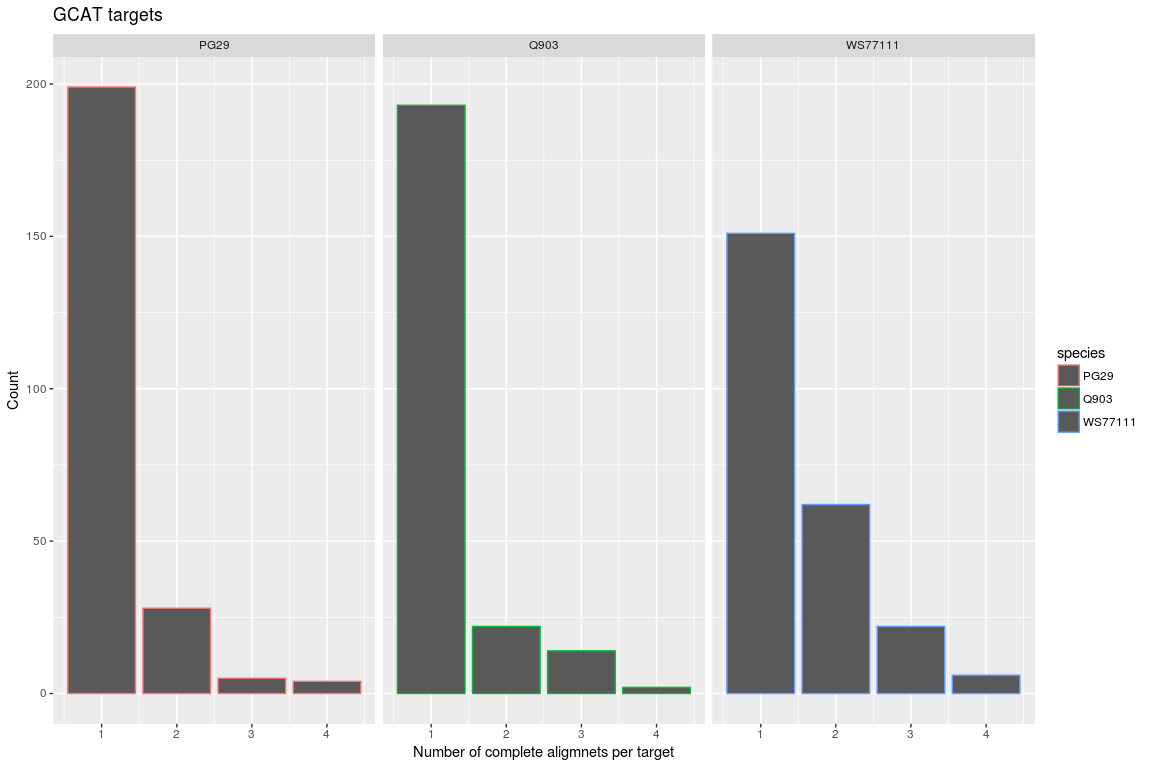 GCAT targets
PG29 Q903 WS77111
200
150
100
50
0
Count
1 2 3 4 1 2 3 4 1 2 3 4
Number of complete aligmnets per target
species
PG29
Q903
WS77111